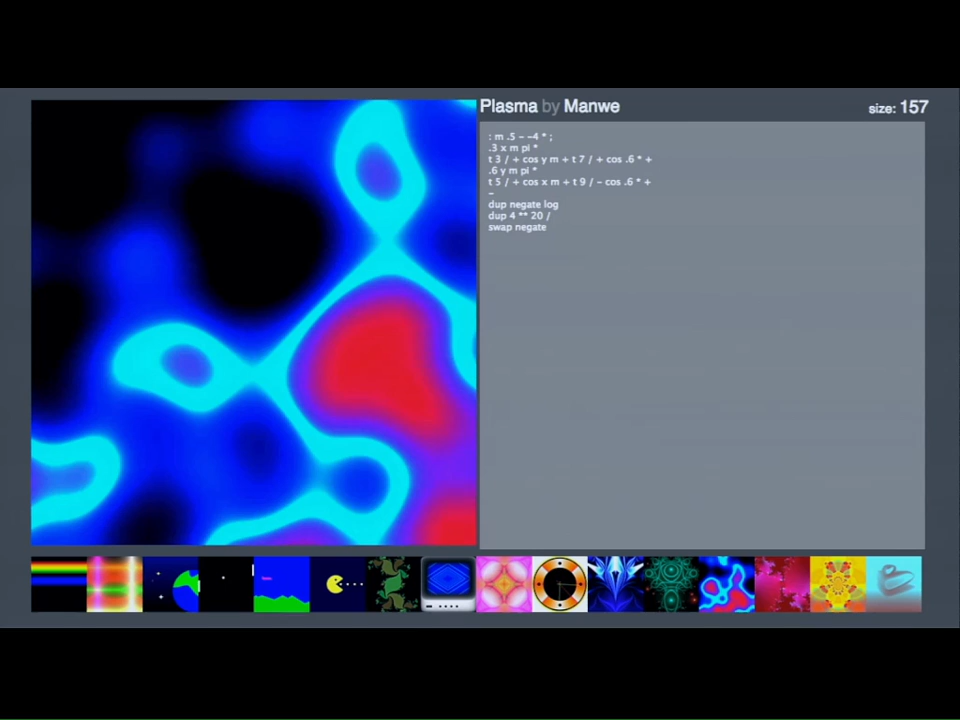 Plasma by Manwe
size: 157
: m .5 - -4 * ;
.3 x m pi *
t 3 / + cos y m + t 7 / + cos .6 * +
.6 y m pi *
t 5 / + cos x m + t 9 / - cos .6 * +
-
dup negate log
dup 4 ** 20 /
swap negate